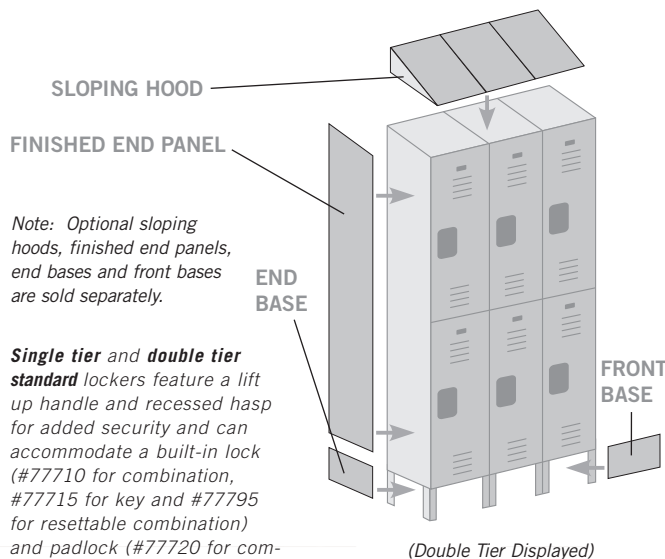 SLOPING HOOD
FINISHED END PANEL
Note: Optional sloping
hoods, finished end panels,
end bases and front bases
are sold separately.
END
BASE
FRONT
BASE
Single tier and double tier
standard lockers feature a lift
up handle and recessed hasp
for added security and can
accommodate a built-in lock
(#77710 for combination,
#77715 for key and #77795
for resettable combination)
and padlock (#77720 for com-
(Double Tier Displayed)